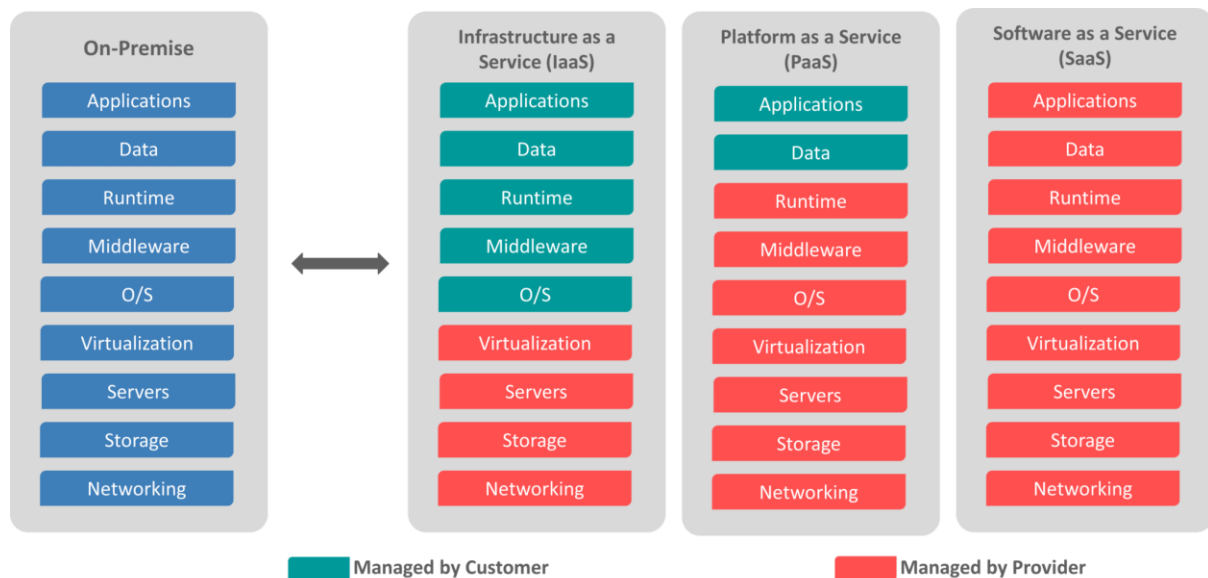 On-Premise
Applications
Data
Runtime
Middleware
O/S
Virtualization
Servers
Storage
Networking
Infrastructure as a
Service (IaaS)
Applications
Data
Runtime
Middleware
O/S
Virtualization
Servers
Storage
Networking
Platform as a Service
(PaaS)
Applications
Data
Runtime
Middleware
O/S
Virtualization
Servers
Storage
Networking
Software as a Service
(SaaS)
Applications
Data
Runtime
Middleware
O/S
Virtualization
Servers
Storage
Networking
Managed by Customer
Managed by Provider